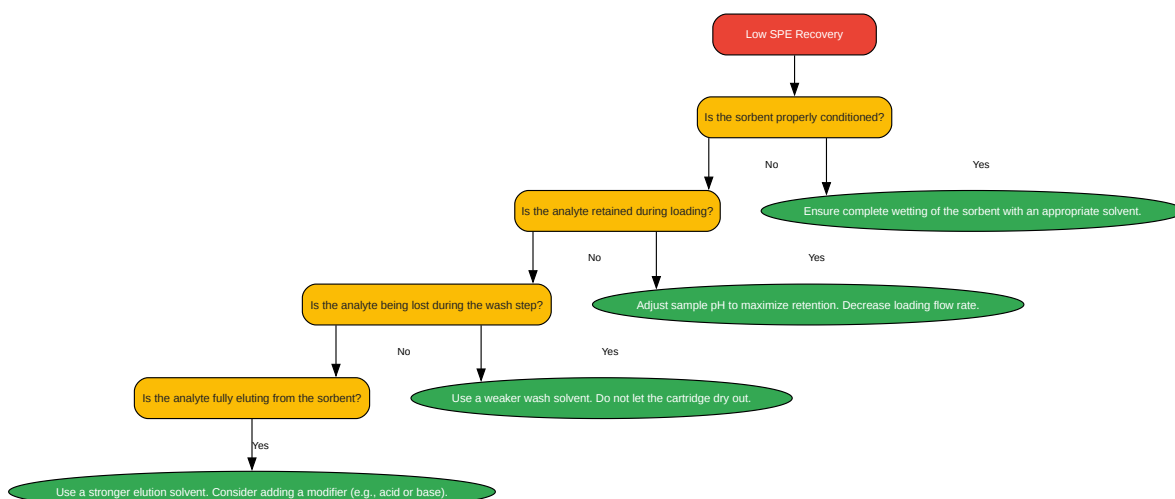 Low SPE Recovery
Is the sorbent properly conditioned?
No
Yes
Is the analyte retained during loading?
Ensure complete wetting of the sorbent with an appropriate solvent.
No
Yes
Is the analyte being lost during the wash step?
Adjust sample pH to maximize retention. Decrease loading flow rate.
No
Yes
Is the analyte fully eluting from the sorbent?
Use a weaker wash solvent. Do not let the cartridge dry out.
Yes
Use a stronger elution solvent. Consider adding a modifier (e.g., acid or base).